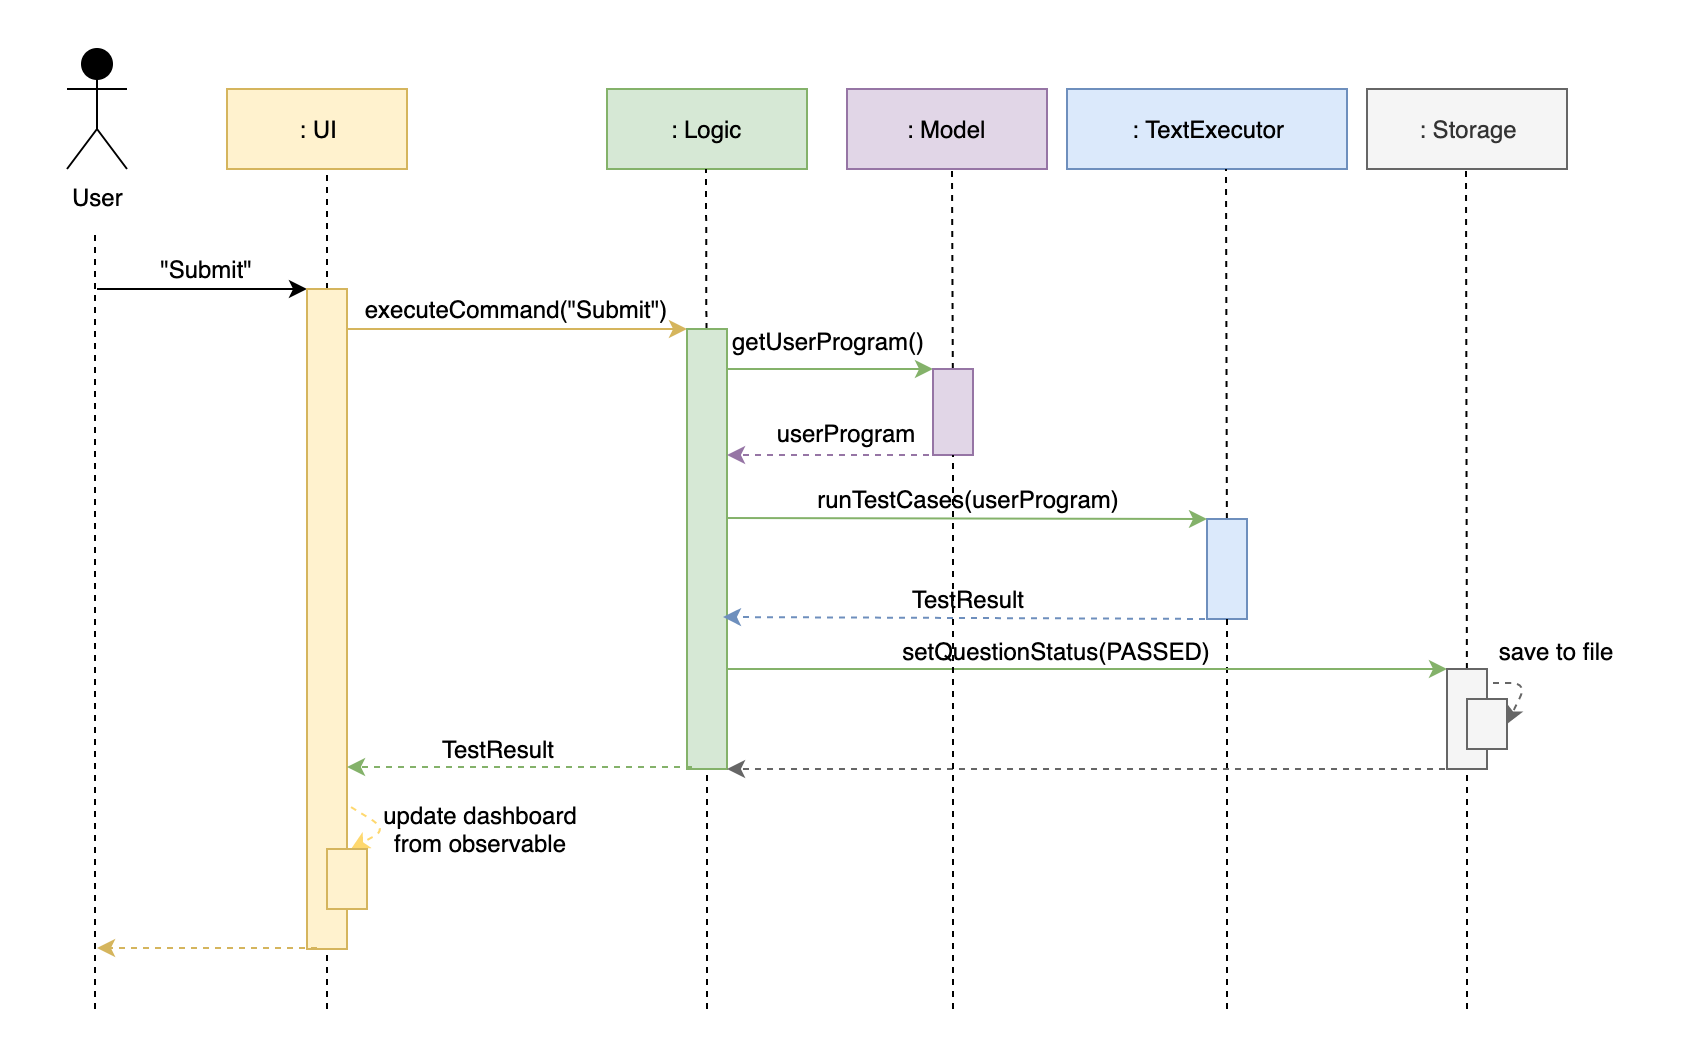 : UI
: Logic
: Model
: TextExecutor
: Storage
User
"Submit"
executeCommand("Submit")
getUserProgram()
userProgram
runTestCases(userProgram)
TestResult
setQuestionStatus(PASSED)
save to file
TestResult
update dashboard
from observable